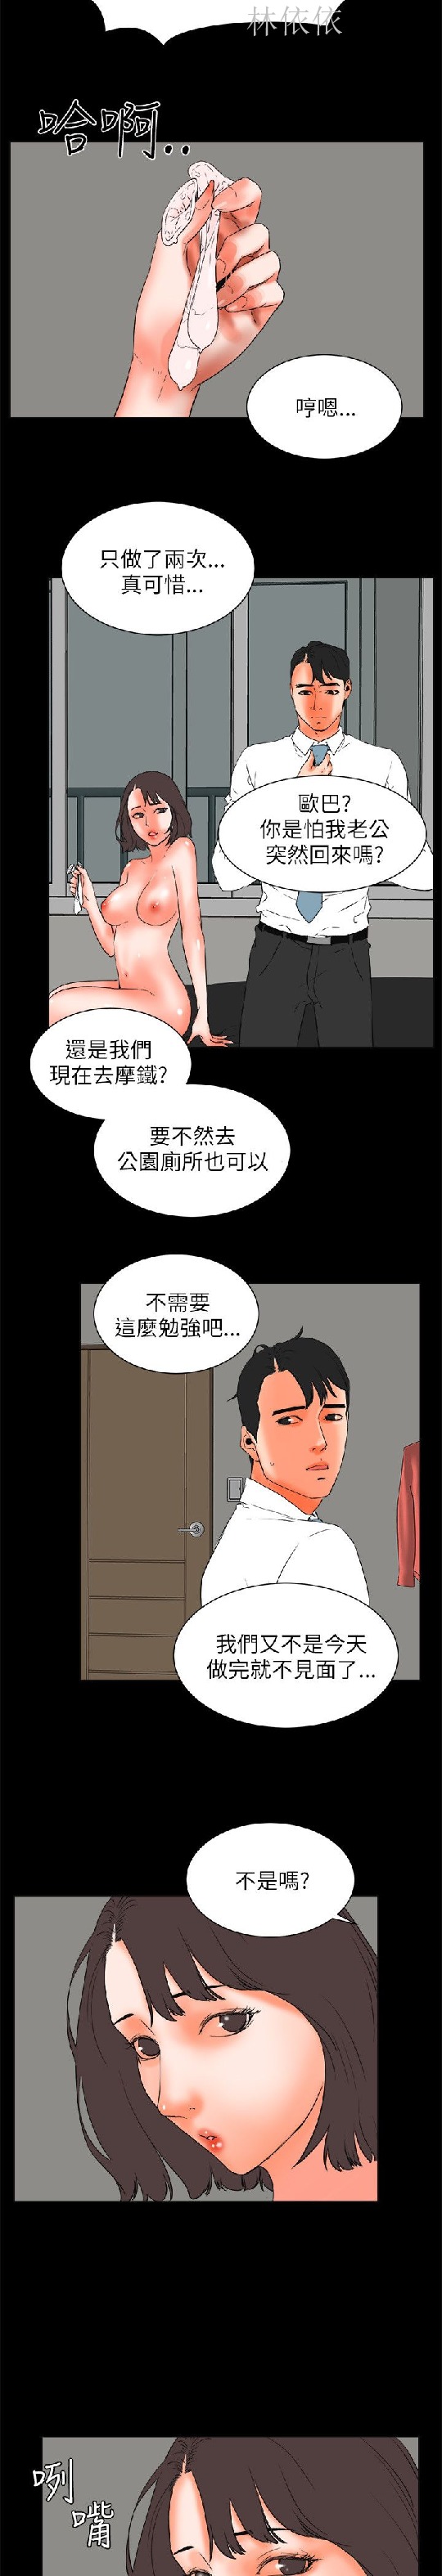 林依依
哈啊..
哼嗯...
只做了兩次...
真可惜...
歐巴?
你是怕我老公
突然回來嗎?
還是我們
現在去摩鐵?
要不然去
公園廁所也可以
不需要
這麼勉強吧...
我們又不是今天
做完就不見面了...
不是嗎?
咧
嘴